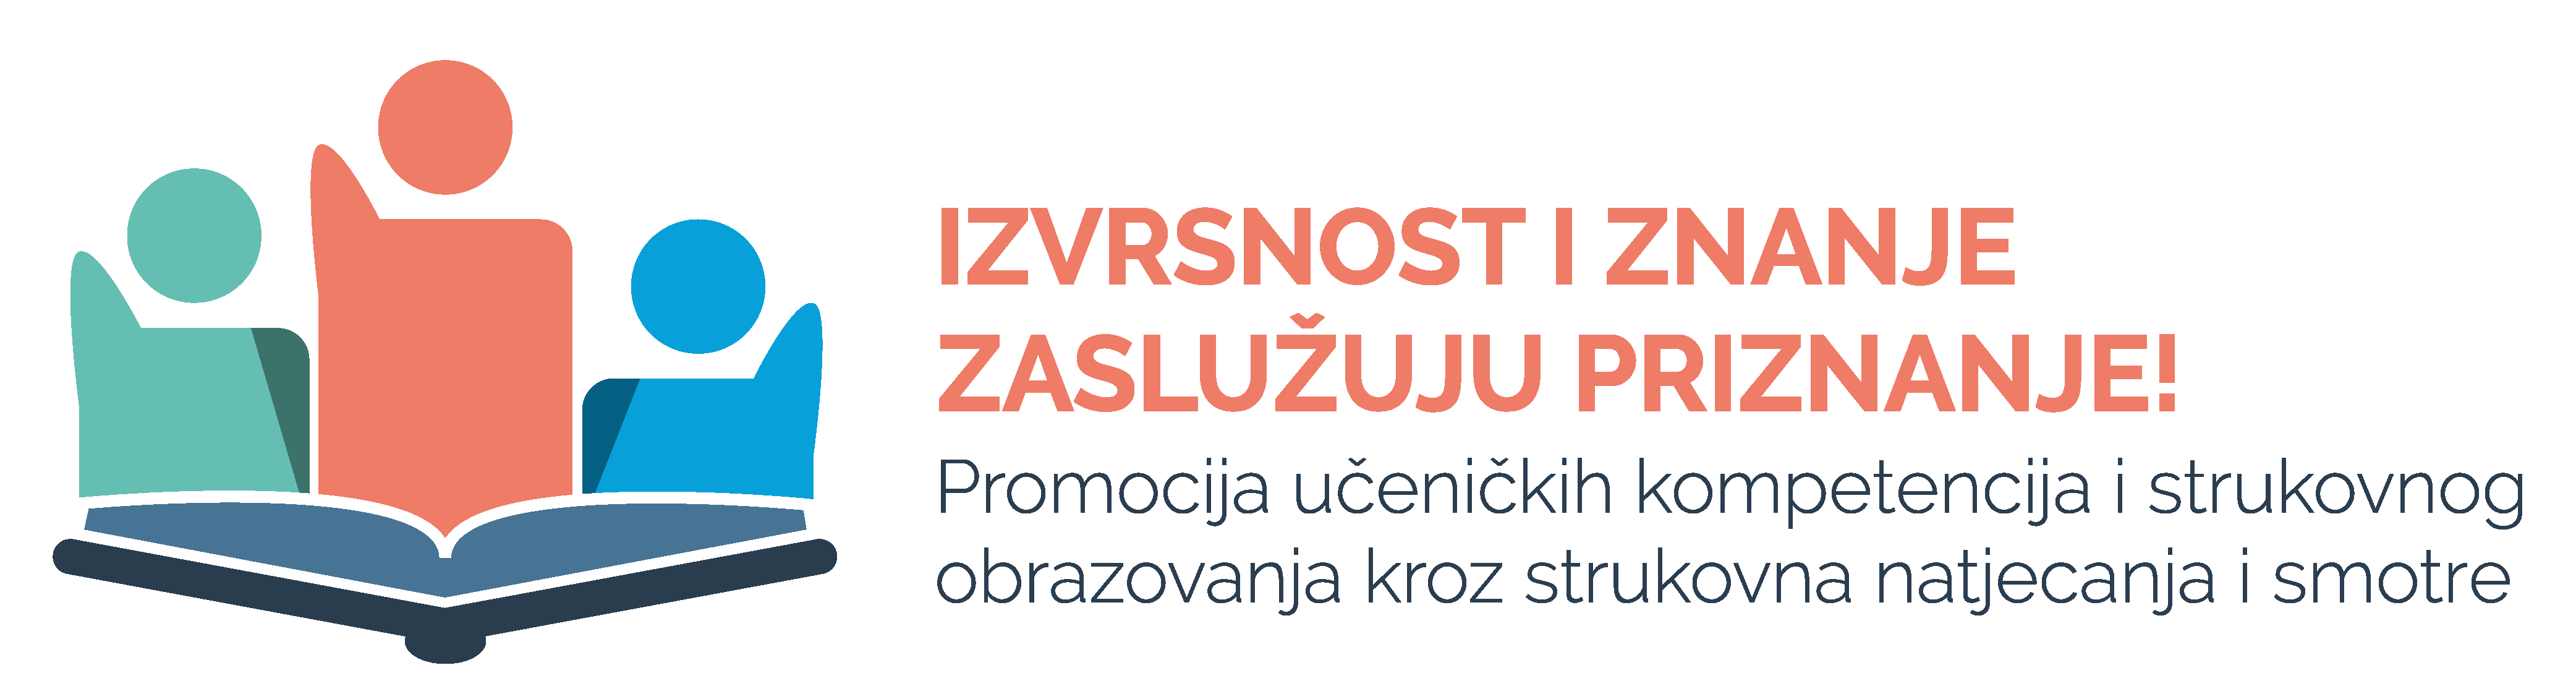 IZVRSNOST I ZNANJE
ZASLUŽUJU PRIZNANJE!
Promocija učeničkih kompetencija i strukovnog
obrazovanja kroz strukovna natjecanja i smotre